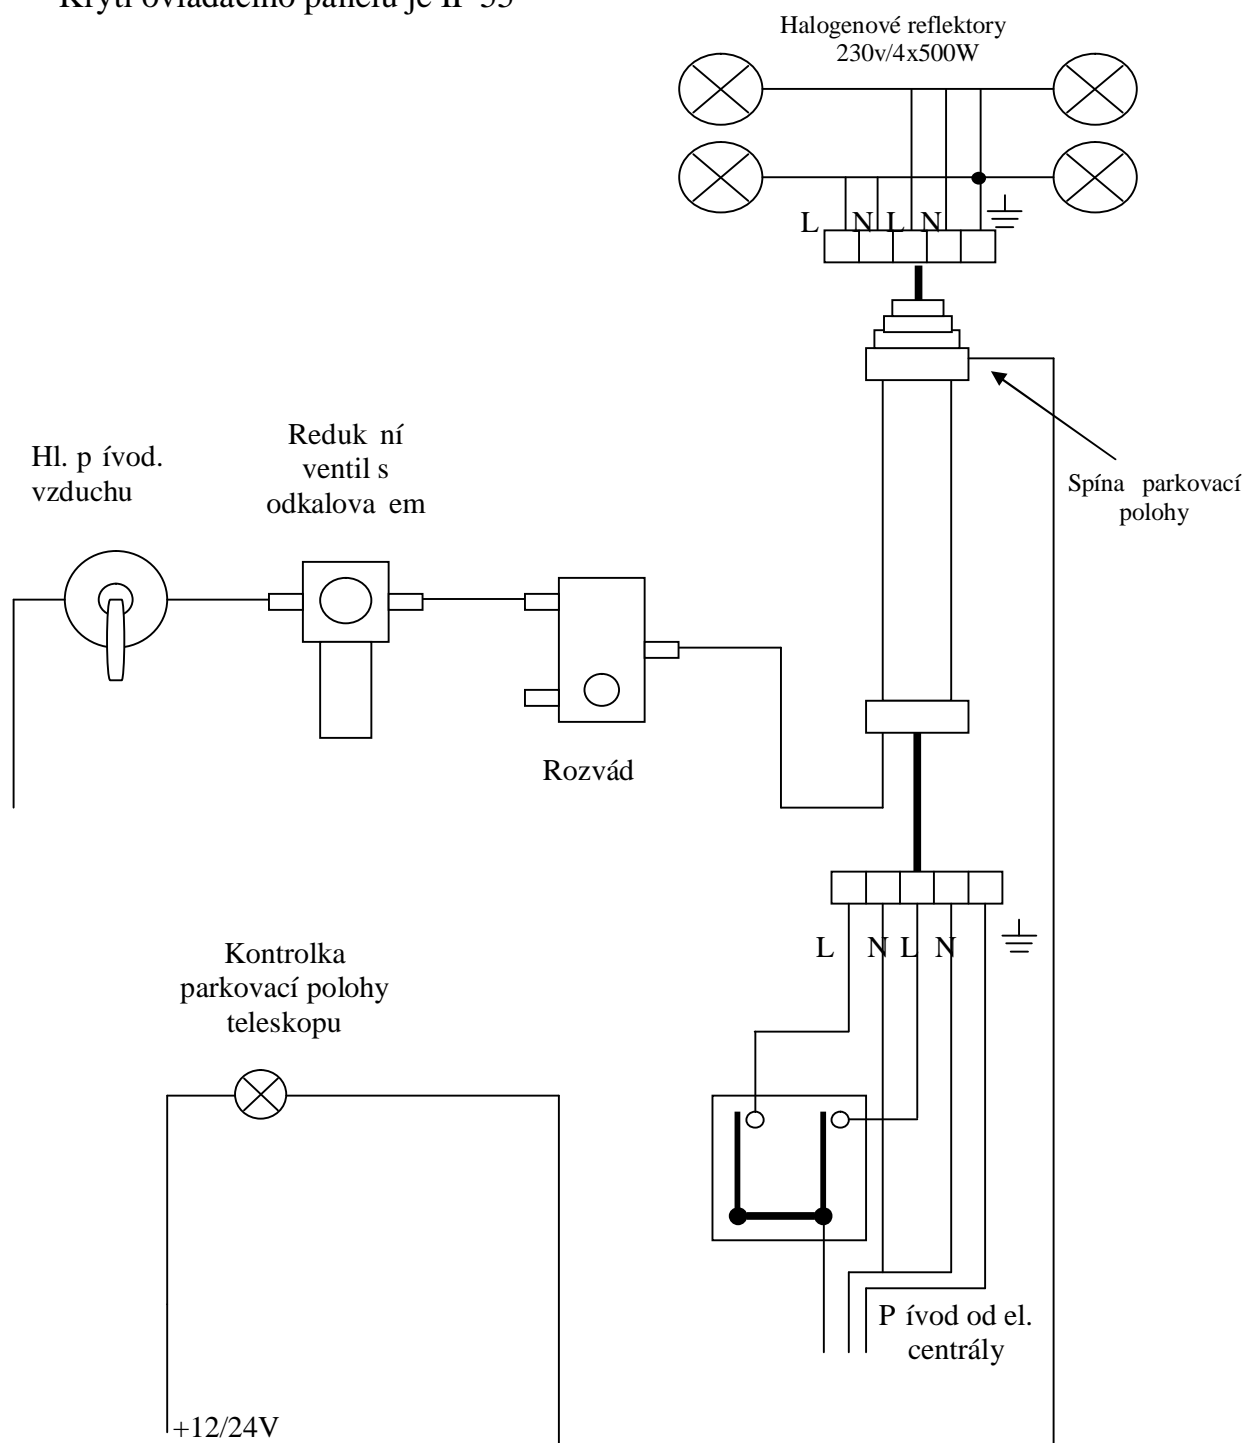 Krytí ovládacího panelu je IP 55
Halogenové reflektory
230v/4x500W
L N L N
Hl. p ívod.
vzduchu
Reduk ní
ventil s
odkalova em
Spína parkovací
polohy
Rozvád
L N L N
Kontrolka
parkovací polohy
teleskopu
P ívod od el.
centrály
+12/24V